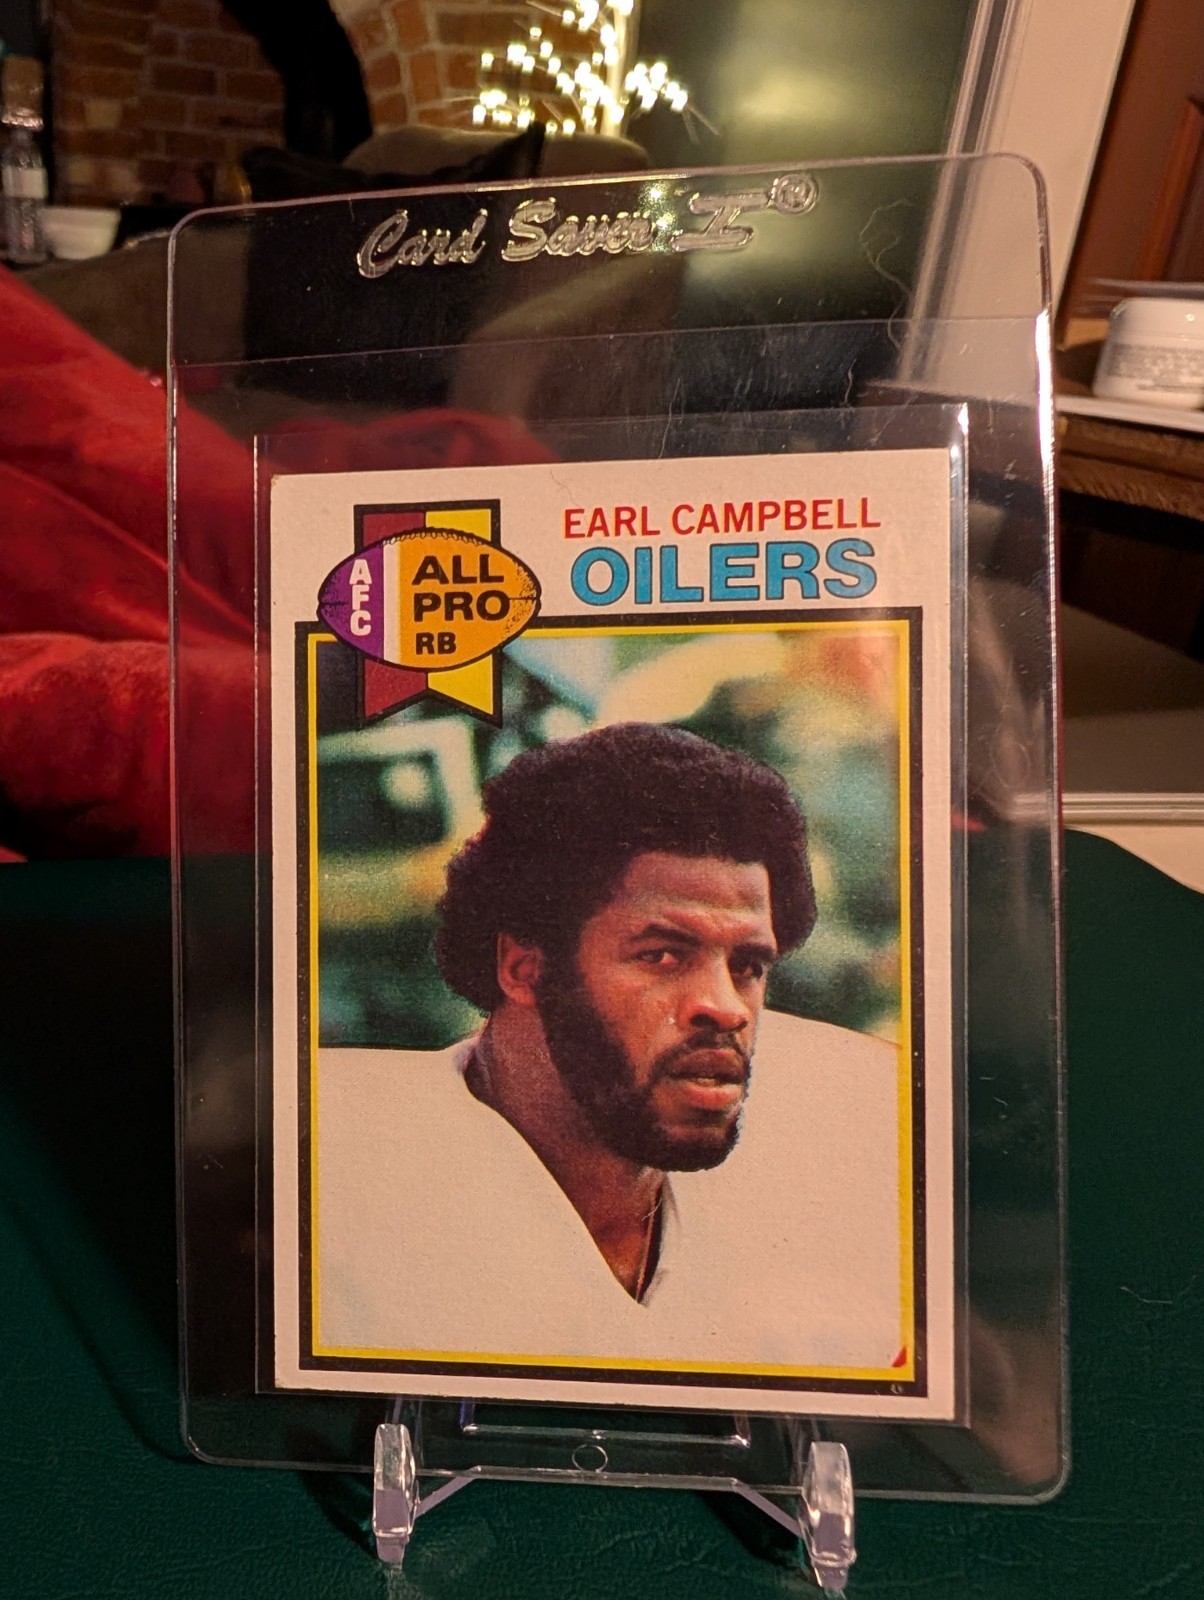 Card Saver I®
EARL CAMPBELL
OILERS
AFC
ALL
PRO
RB